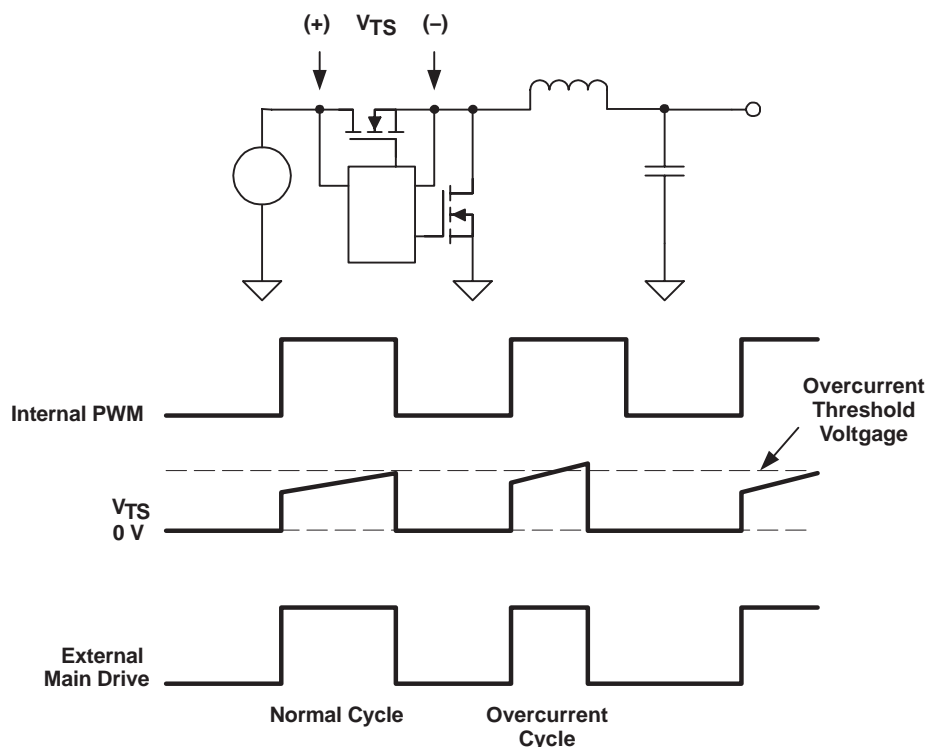 (+) VTS (–)
Internal PWM
Overcurrent
Threshold
Voltgage
VTS
0 V
External
Main Drive
Normal Cycle
Overcurrent
Cycle